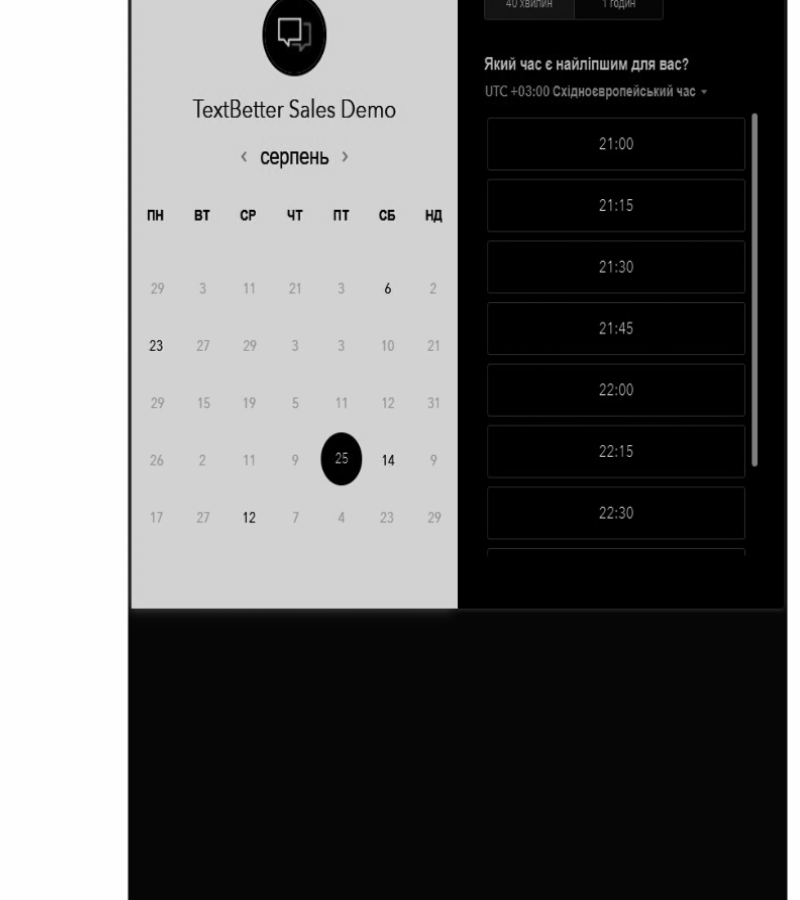 TextBetter Sales Demo
‹ серпень ›
ПН ВТ СР ЧТ ПТ СБ НД
29 3 11 21 3 6 2
23 27 29 3 3 10 21
29 15 19 5 11 12 31
26 2 11 9 25 14 9
17 27 12 7 4 23 29
40 хвилин 1 годин
Який час є найліпшим для вас?
UTC +03:00 Східноєвропейський час
21:00
21:15
21:30
21:45
22:00
22:15
22:30